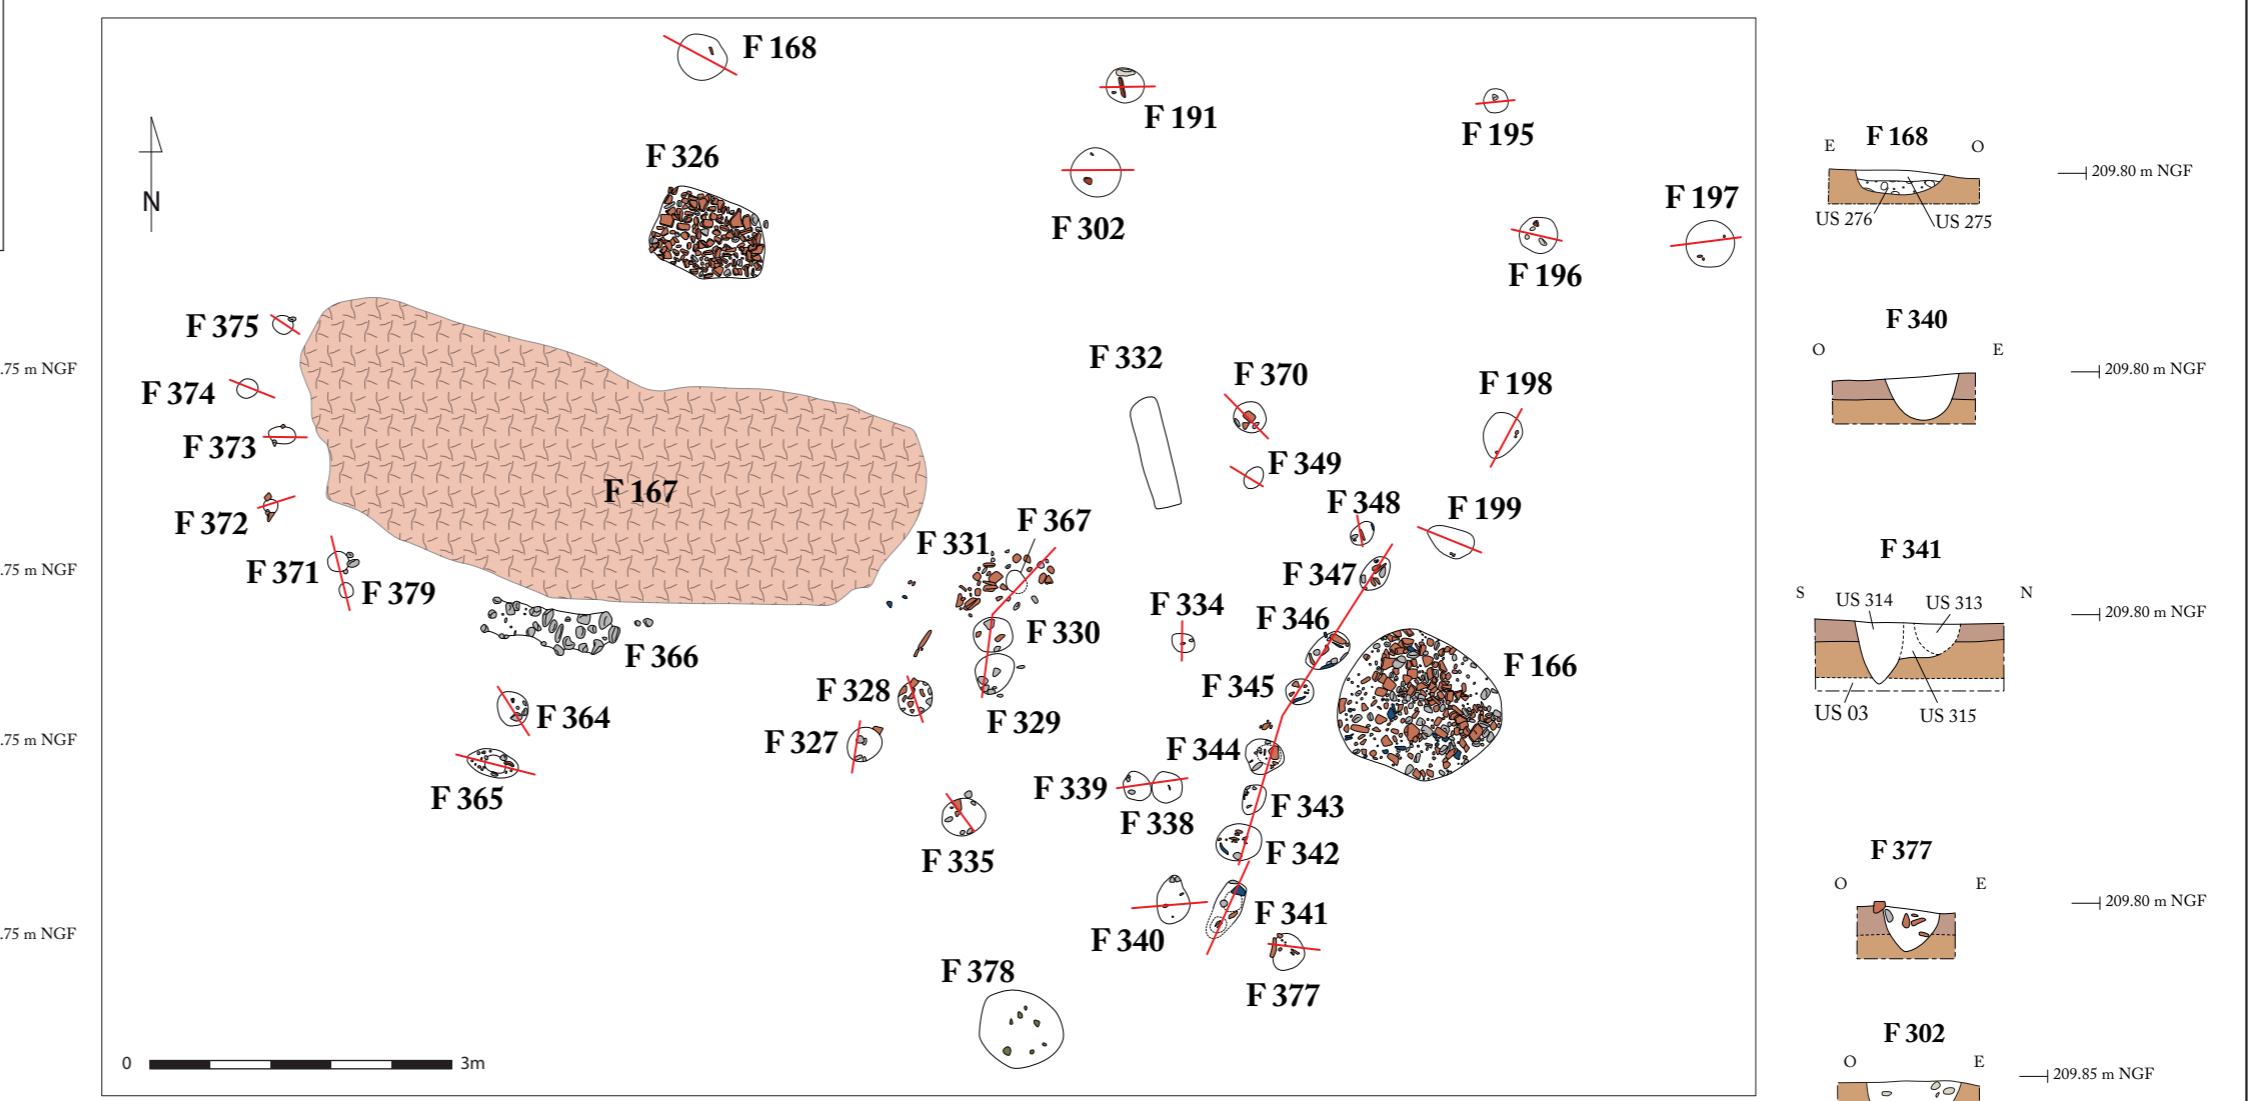 F 168
F 191
F 195
F 326
F 302
F 197
F 196
N
F 375
F 374
F 373
F 372
F 371
F 379
F 167
F 332
F 370
F 349
F 198
F 348
F 199
F 331
F 367
F 347
F 334
F 346
F 330
F 366
F 345
F 166
F 328
F 329
F 364
F 327
F 344
F 365
F 339
F 338
F 343
F 335
F 342
F 340
F 341
F 378
F 377
0 3m
.75 m NGF
.75 m NGF
.75 m NGF
.75 m NGF
F 168
E O
209.80 m NGF
US 276 US 275
F 340
O E
209.80 m NGF
F 341
S N
US 314 US 313
209.80 m NGF
US 03 US 315
F 377
O E
209.80 m NGF
F 302
O E
209.85 m NGF